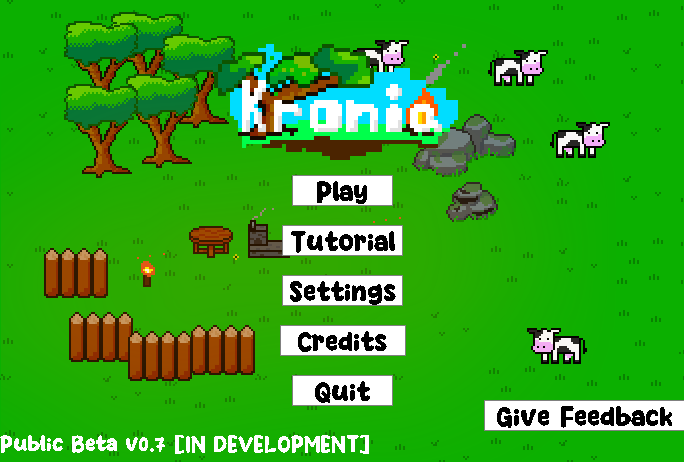 Kronia
Play
Tutorial
Settings
Credits
Quit
Give Feedback
Public Beta v0.7 [IN DEVELOPMENT]